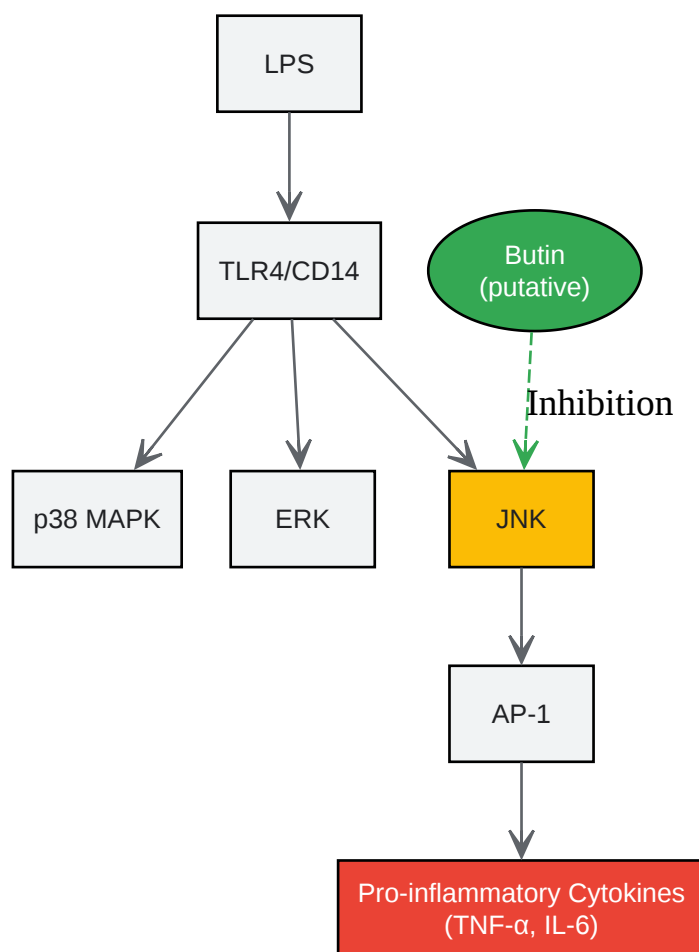 LPS
TLR4/CD14
Butin
(putative)
Inhibition
p38 MAPK
ERK
JNK
AP-1
Pro-inflammatory Cytokines
(TNF-α, IL-6)